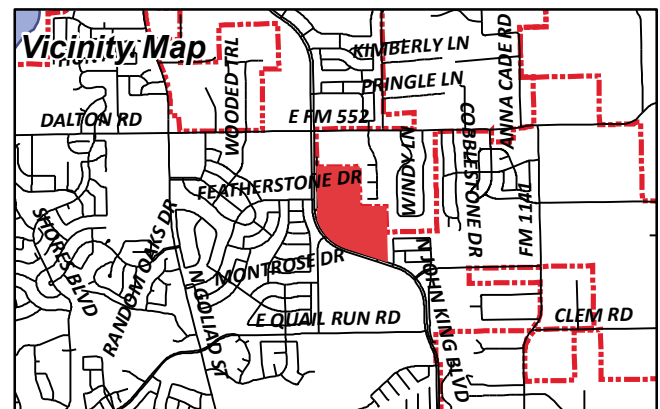 Vicinity Map
KIMBERLY LN
PRINGLE LN
ANNA CADE RD
WOODED TRL
DALTON RD
E FM 552
WINDY LN
COBBLESTONE DR
FM 1141
FEATHERSTONE DR
SHORES BLVD
RANDOM OAKS DR
N GOLIAD ST
MONTROSE DR
N JOHN KING BLVD
E QUAIL RUN RD
CLEM RD